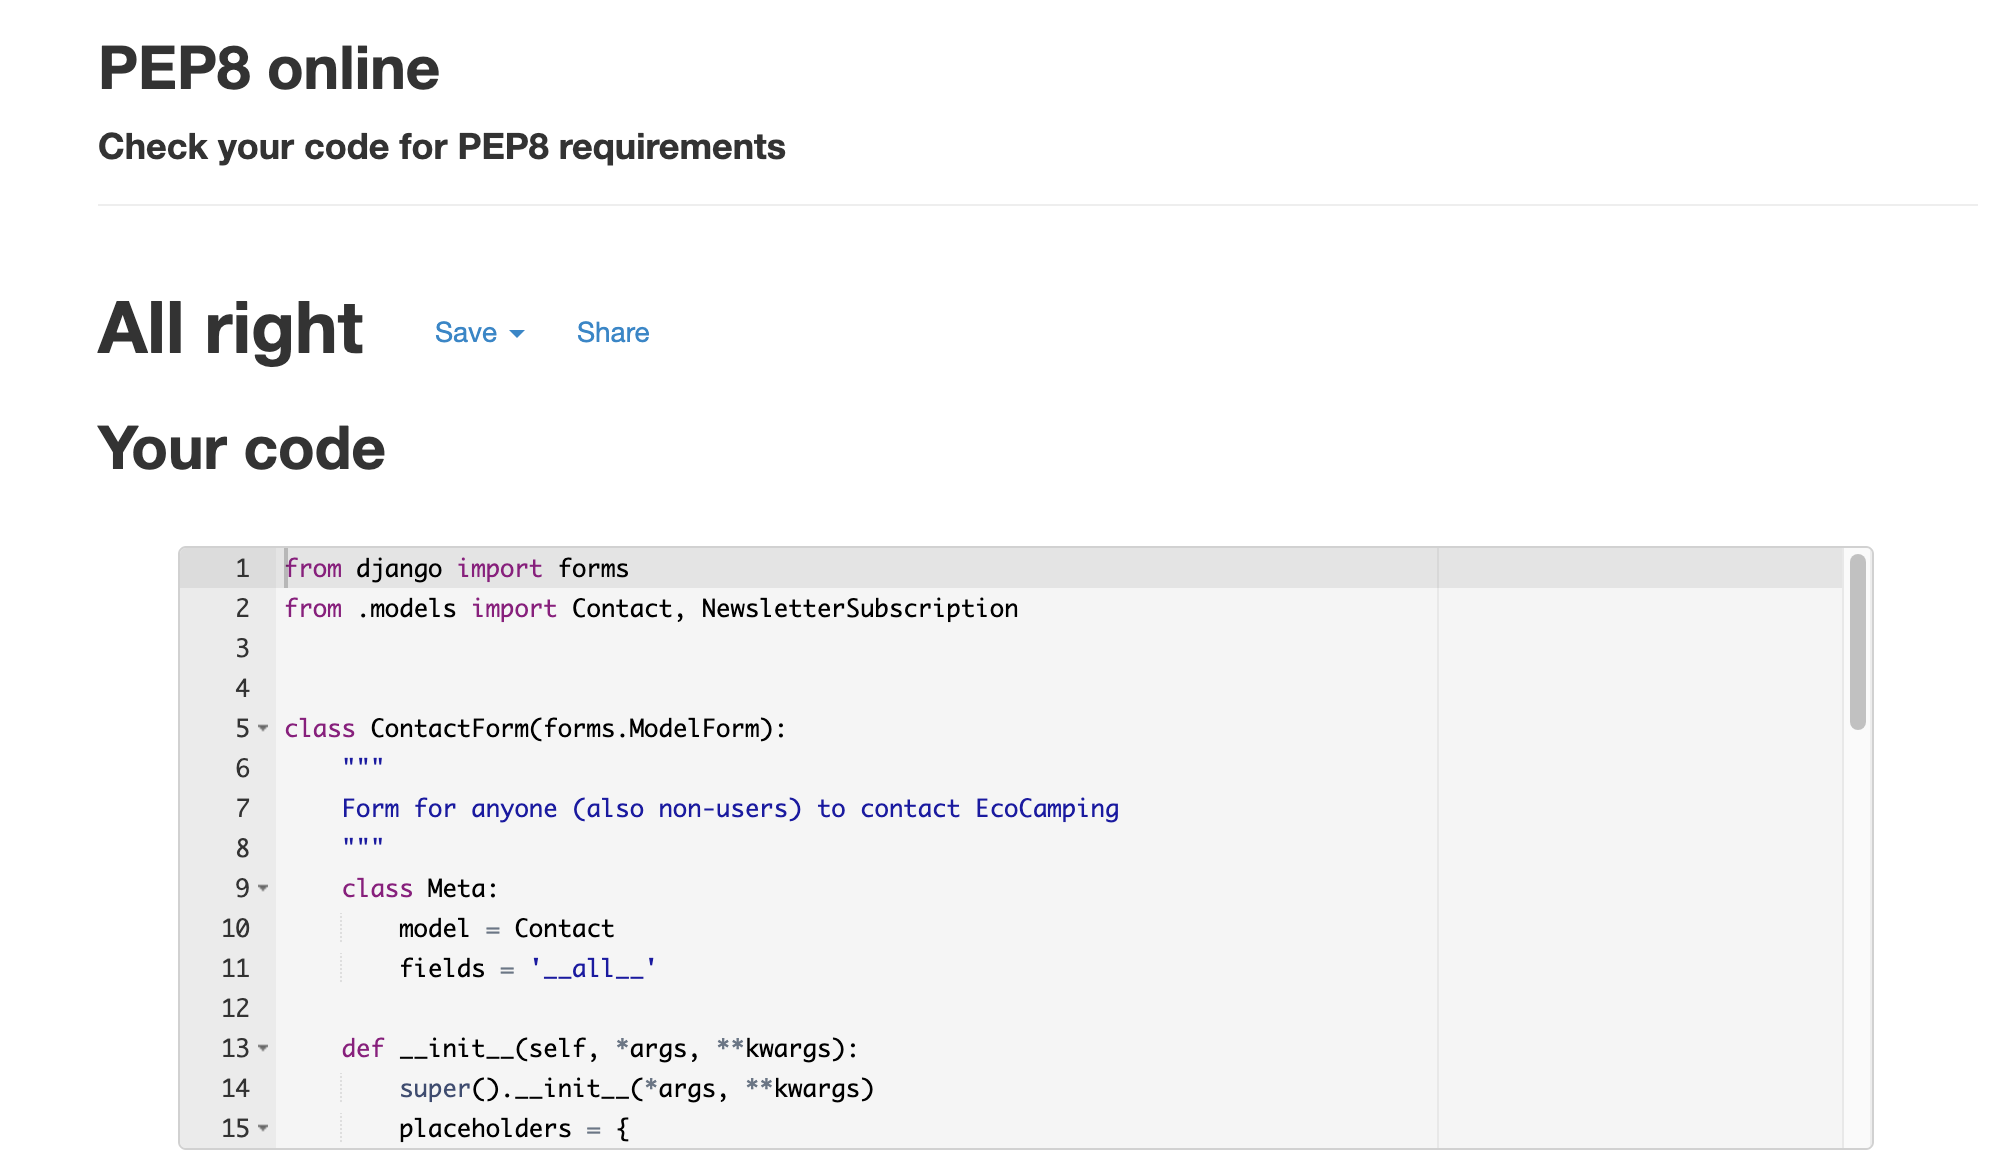 PEP8 online
Check your code for PEP8 requirements
All right Save Share
Your code
1 from django import forms
2 from .models import Contact, NewsletterSubscription
3
4
5 class ContactForm(forms.ModelForm):
6     """
7     Form for anyone (also non-users) to contact EcoCamping
8     """
9     class Meta:
10         model = Contact
11         fields = '__all__'
12
13     def __init__(self, *args, **kwargs):
14         super().__init__(*args, **kwargs)
15         placeholders = {